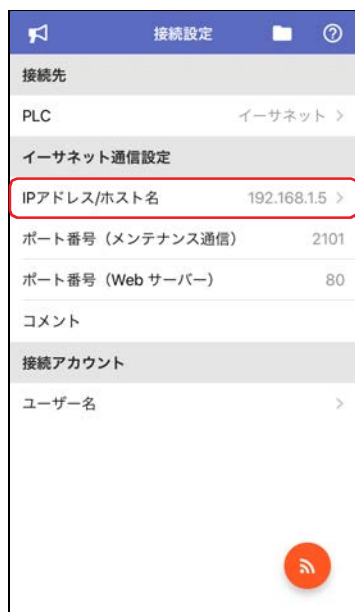 接続設定
接続先
PLC イーサネット
イーサネット通信設定
IPアドレス/ホスト名 192.168.1.5
ポート番号（メンテナンス通信） 2101
ポート番号（Web サーバー） 80
コメント
接続アカウント
ユーザー名